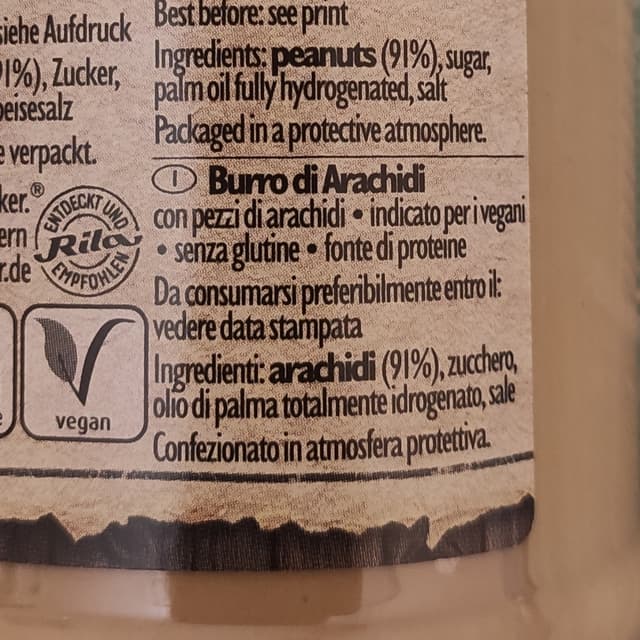 siehe Aufdruck
91%), Zucker,
peisesalz
verpackt.
ker.®
ern
r.de
ENTDECKT UND
Rila
EMPFOHLEN
vegan
Best before: see print
Ingredients: peanuts (91%), sugar,
palm oil fully hydrogenated, salt
Packaged in a protective atmosphere.
I Burro di Arachidi
con pezzi di arachidi • indicato per i vegani
• senza glutine • fonte di proteine
Da consumarsi preferibilmente entro il:
vedere data stampata
Ingredienti: arachidi (91%), zucchero,
olio di palma totalmente idrogenato, sale
Confezionato in atmosfera protettiva.